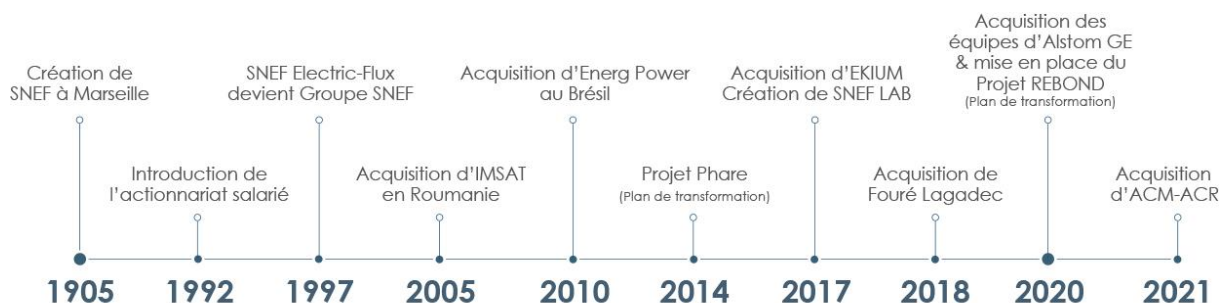 Création de
SNEF à Marseille
Introduction de
l'actionnariat salarié
SNEF Electric-Flux
devient Groupe SNEF
Acquisition d'IMSAT
en Roumanie
Acquisition d'Energ Power
au Brésil
Projet Phare
(Plan de transformation)
Acquisition d'EKIUM
Création de SNEF LAB
Acquisition de
Fouré Lagadec
Acquisition des
équipes d'Alstom GE
& mise en place du
Projet REBOND
(Plan de transformation)
Acquisition
d'ACM-ACR
1905 1992 1997 2005 2010 2014 2017 2018 2020 2021